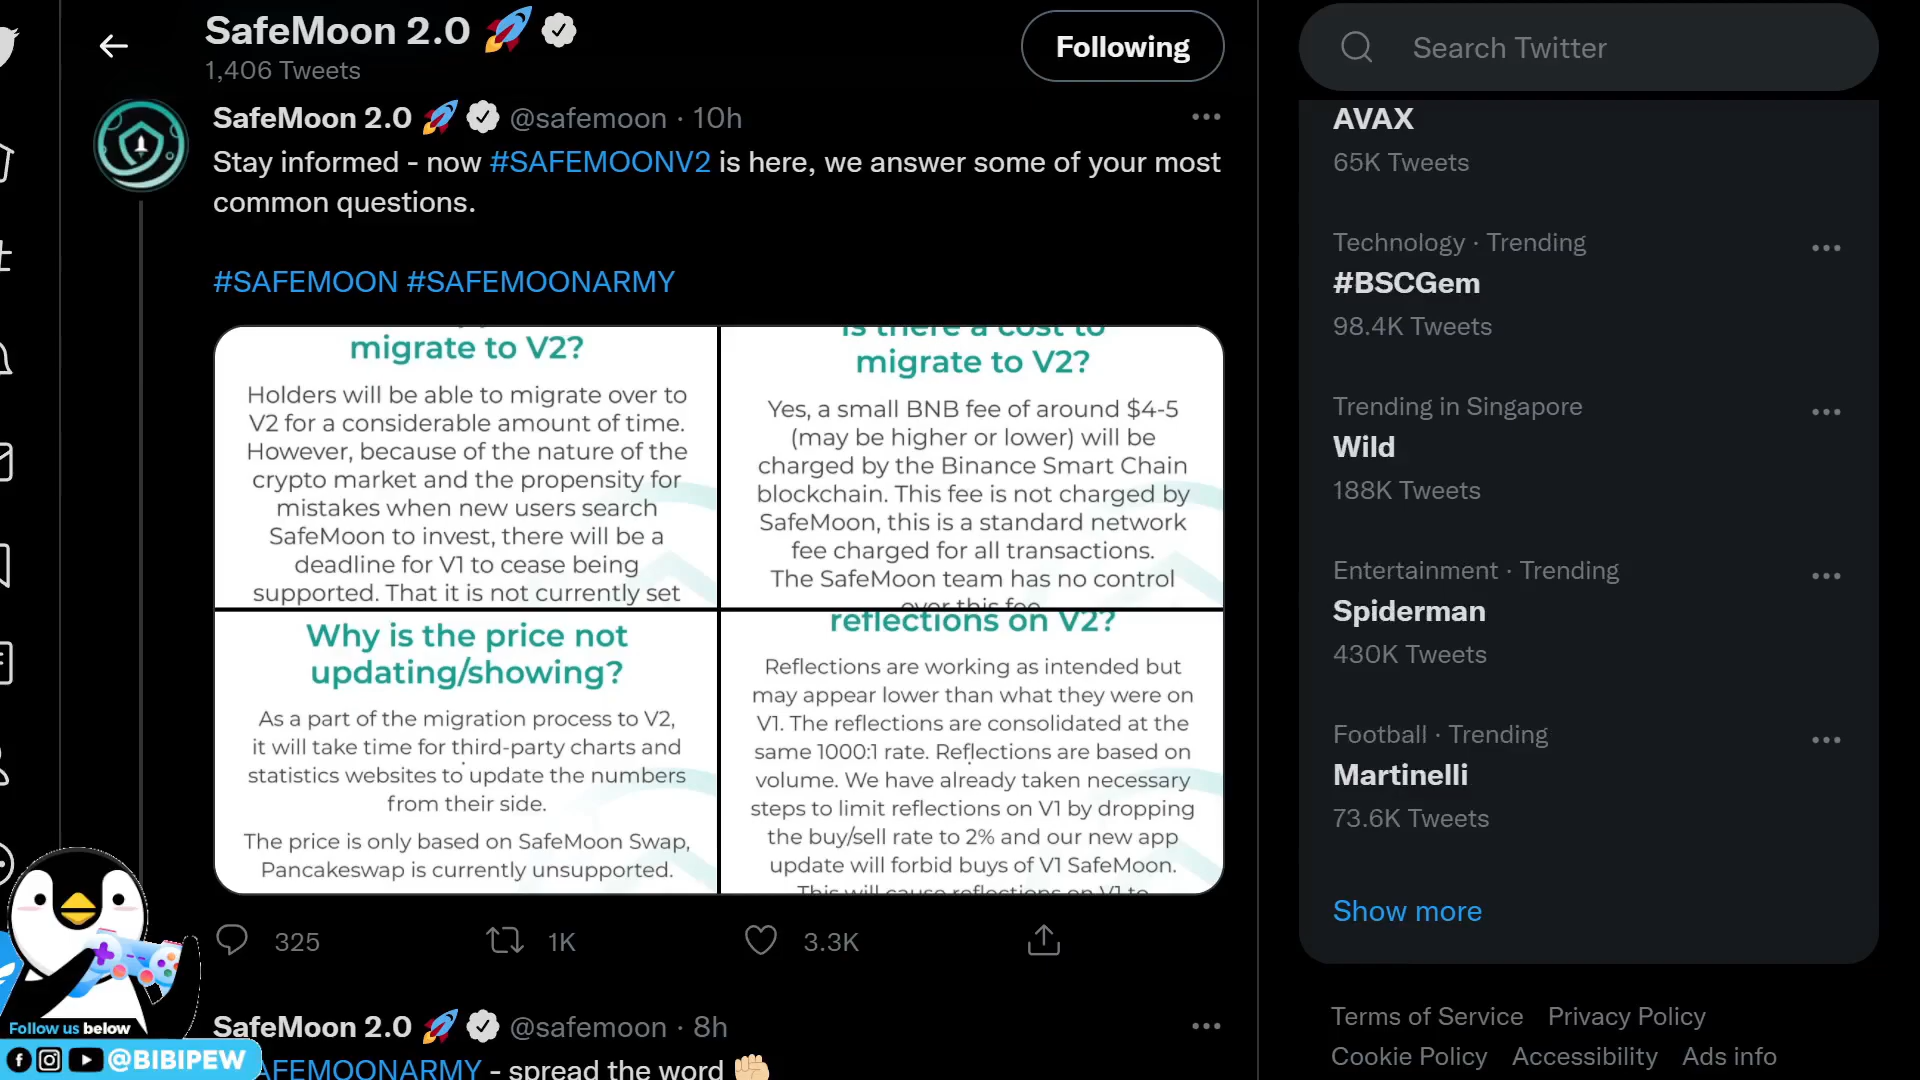 SafeMoon 2.0 🚀
1,406 Tweets
Following
Search Twitter
SafeMoon 2.0 🚀 @safemoon · 10h
Stay informed - now #SAFEMOONV2 is here, we answer some of your most
common questions.
#SAFEMOON #SAFEMOONARMY
migrate to V2?
Holders will be able to migrate over to
V2 for a considerable amount of time.
However, because of the nature of the
crypto market and the propensity for
mistakes when new users search
SafeMoon to invest, there will be a
deadline for V1 to cease being
supported. That it is not currently set
Is there a cost to
migrate to V2?
Yes, a small BNB fee of around $4-5
(may be higher or lower) will be
charged by the Binance Smart Chain
blockchain. This fee is not charged by
SafeMoon, this is a standard network
fee charged for all transactions.
The SafeMoon team has no control
over this fee
Why is the price not
updating/showing?
As a part of the migration process to V2,
it will take time for third-party charts and
statistics websites to update the numbers
from their side.
The price is only based on SafeMoon Swap,
Pancakeswap is currently unsupported.
reflections on V2?
Reflections are working as intended but
may appear lower than what they were on
V1. The reflections are consolidated at the
same 1000:1 rate. Reflections are based on
volume. We have already taken necessary
steps to limit reflections on V1 by dropping
the buy/sell rate to 2% and our new app
update will forbid buys of V1 SafeMoon.
This will cause reflections on V1 to
325
1K
3.3K
SafeMoon 2.0 🚀 @safemoon · 8h
AFEMOONARMY - spread the word ✊🏼
Follow us below
@BIBIPEW
AVAX
65K Tweets
Technology · Trending
#BSCGem
98.4K Tweets
Trending in Singapore
Wild
188K Tweets
Entertainment · Trending
Spiderman
430K Tweets
Football · Trending
Martinelli
73.6K Tweets
Show more
Terms of Service Privacy Policy
Cookie Policy Accessibility Ads info